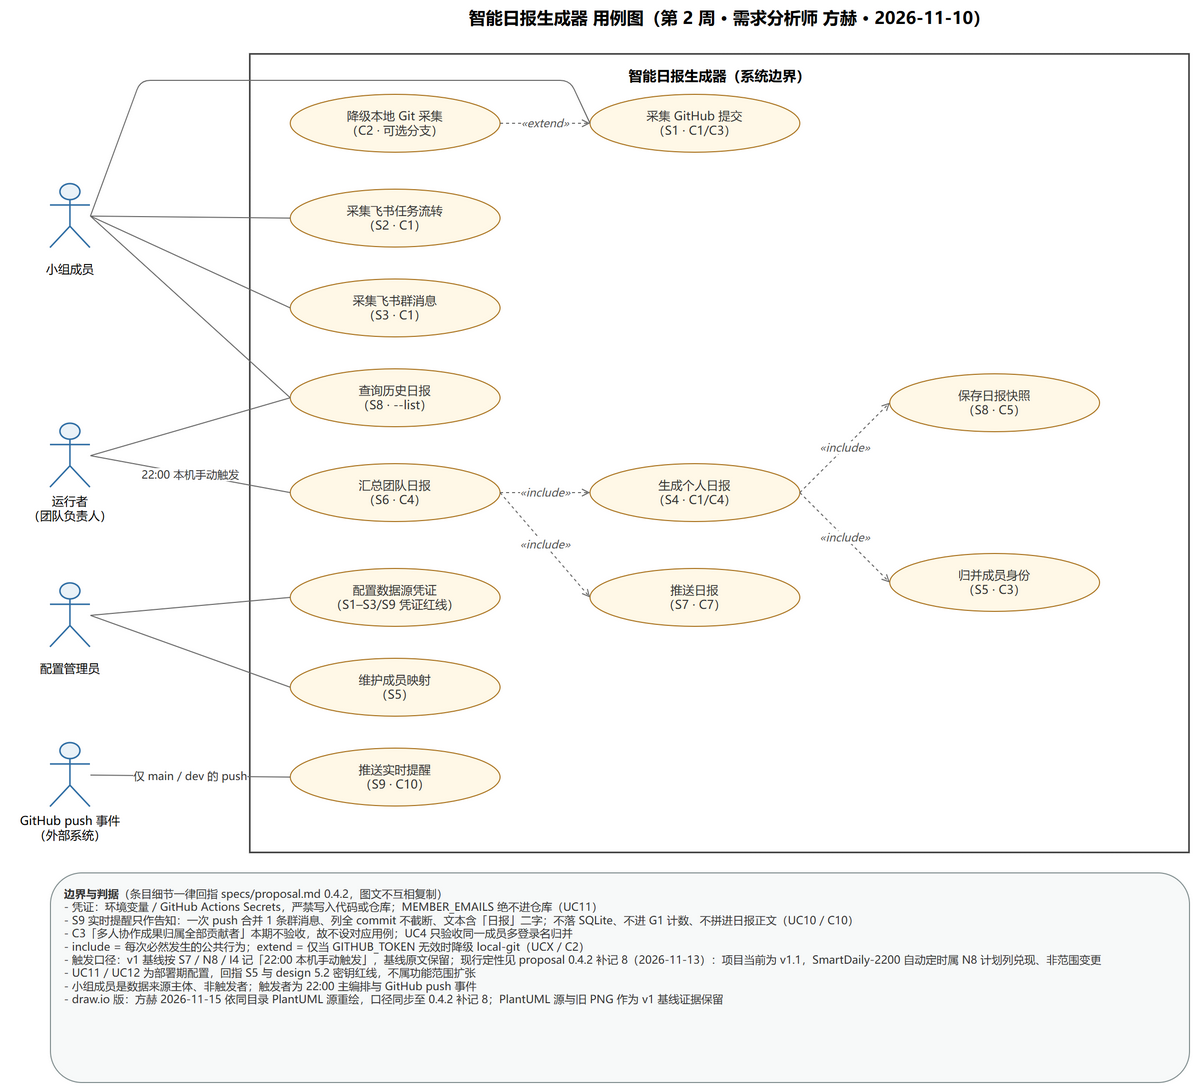 智能日报生成器 用例图（第 2 周 • 需求分析师 方赫 • 2026-11-10）
智能日报生成器（系统边界）
降级本地 Git 采集
（C2 · 可选分支）
«extend»
采集 GitHub 提交
（S1 · C1/C3）
采集飞书任务流转
（S2 · C1）
小组成员
采集飞书群消息
（S3 · C1）
查询历史日报
（S8 · --list）
保存日报快照
（S8 · C5）
«include»
22:00 本机手动触发
运行者
（团队负责人）
汇总团队日报
（S6 · C4）
«include»
生成个人日报
（S4 · C1/C4）
«include»
«include»
归并成员身份
（S5 · C3）
配置数据源凭证
（S1–S3/S9 凭证红线）
推送日报
（S7 · C7）
配置管理员
维护成员映射
（S5）
仅 main / dev 的 push
推送实时提醒
（S9 · C10）
GitHub push 事件
（外部系统）
边界与判据（条目细节一律回指 specs/proposal.md 0.4.2，图文不互相复制）
- 凭证：环境变量 / GitHub Actions Secrets，严禁写入代码或仓库；MEMBER_EMAILS 绝不进仓库（UC11）
- S9 实时提醒只作告知：一次 push 合并 1 条群消息、列全 commit 不截断、文本含「日报」二字；不落 SQLite、不进 G1 计数、不拼进日报正文（UC10 / C10）
- C3「多人协作成果归属全部贡献者」本期不验收，故不设对应用例；UC4 只验收同一成员多登录名归并
- include = 每次必然发生的公共行为；extend = 仅当 GITHUB_TOKEN 无效时降级 local-git（UCX / C2）
- 触发口径：v1 基线按 S7 / N8 / I4 记「22:00 本机手动触发」，基线原文保留；现行定性见 proposal 0.4.2 补记 8（2026-11-13）：项目当前为 v1.1，SmartDaily-2200 自动定时属 N8 计划列兑现、非范围变更
- UC11 / UC12 为部署期配置，回指 S5 与 design 5.2 密钥红线，不属功能范围扩张
- 小组成员是数据来源主体、非触发者；触发者为 22:00 主编排与 GitHub push 事件
- draw.io 版：方赫 2026-11-15 依同目录 PlantUML 源重绘，口径同步至 0.4.2 补记 8；PlantUML 源与旧 PNG 作为 v1 基线证据保留